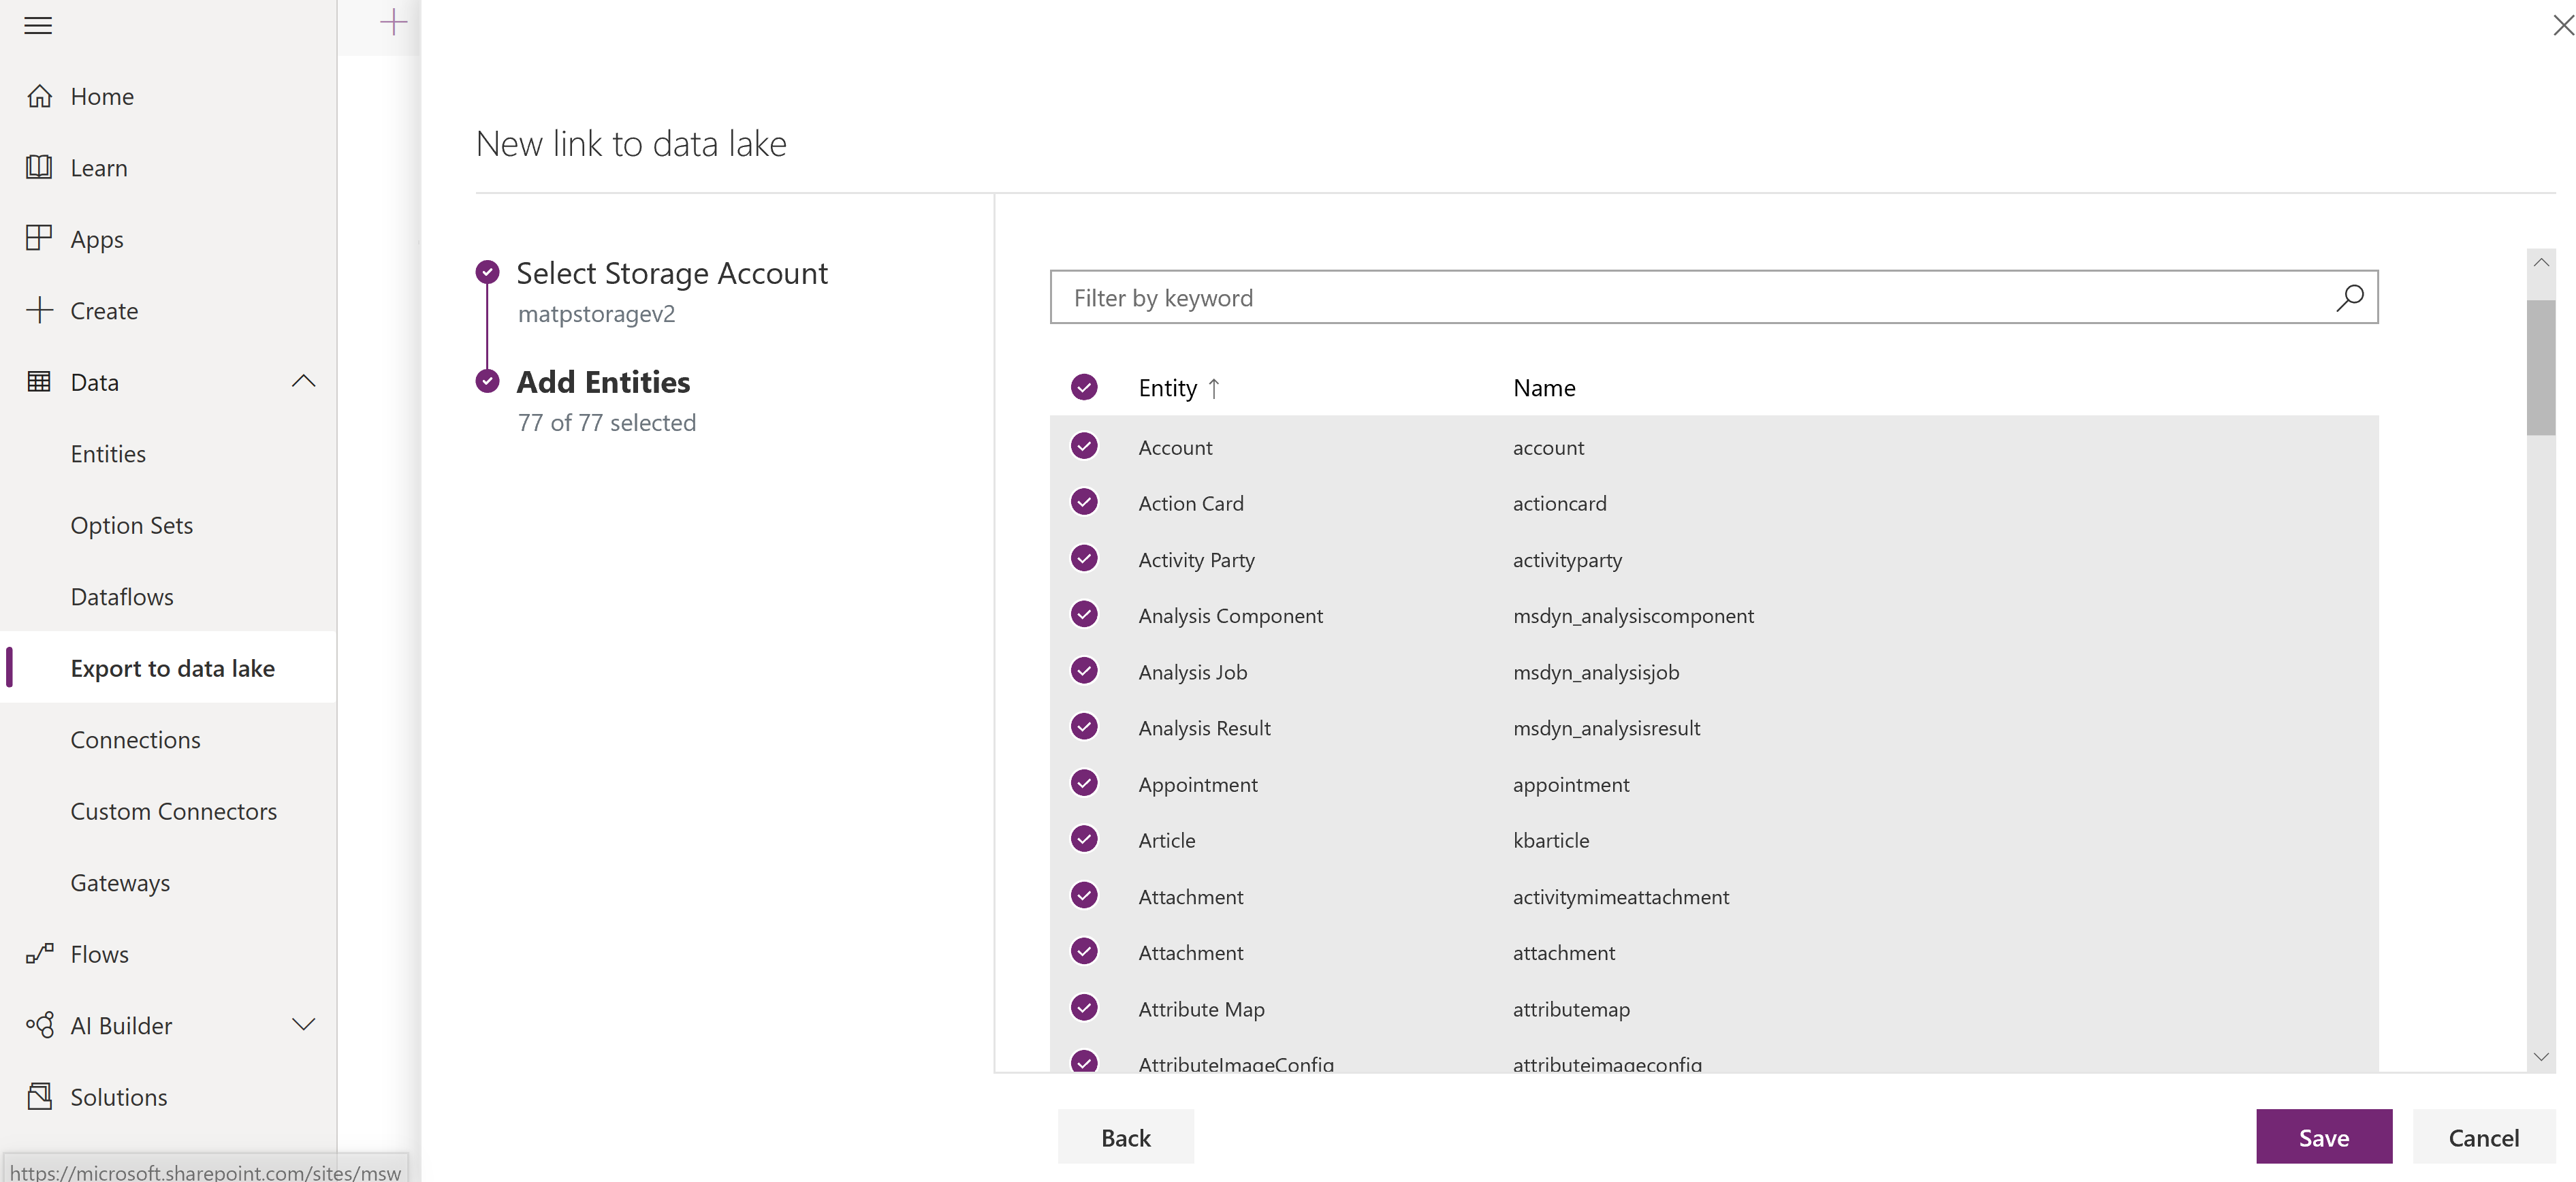 Home
Learn
Apps
Create
Data
Entities
Option Sets
Dataflows
Export to data lake
Connections
Custom Connectors
Gateways
Flows
AI Builder
Solutions
https://microsoft.sharepoint.com/sites/msw
New link to data lake
Select Storage Account
matpstoragev2
Add Entities
77 of 77 selected
Filter by keyword
Entity ↑ Name
Account account
Action Card actioncard
Activity Party activityparty
Analysis Component msdyn_analysiscomponent
Analysis Job msdyn_analysisjob
Analysis Result msdyn_analysisresult
Appointment appointment
Article kbarticle
Attachment activitymimeattachment
Attachment attachment
Attribute Map attributemap
AttributeImageConfig attributeimageconfig
Back
Save
Cancel